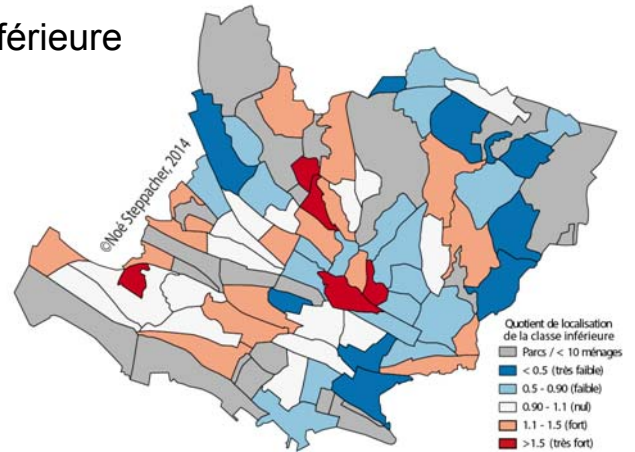 férieure
©Noé Steppacher, 2014
Quotient de localisation
de la classe inférieure
Parcs / < 10 ménages
< 0.5 (très faible)
0.5 - 0.90 (faible)
0.90 - 1.1 (nul)
1.1 - 1.5 (fort)
>1.5 (très fort)